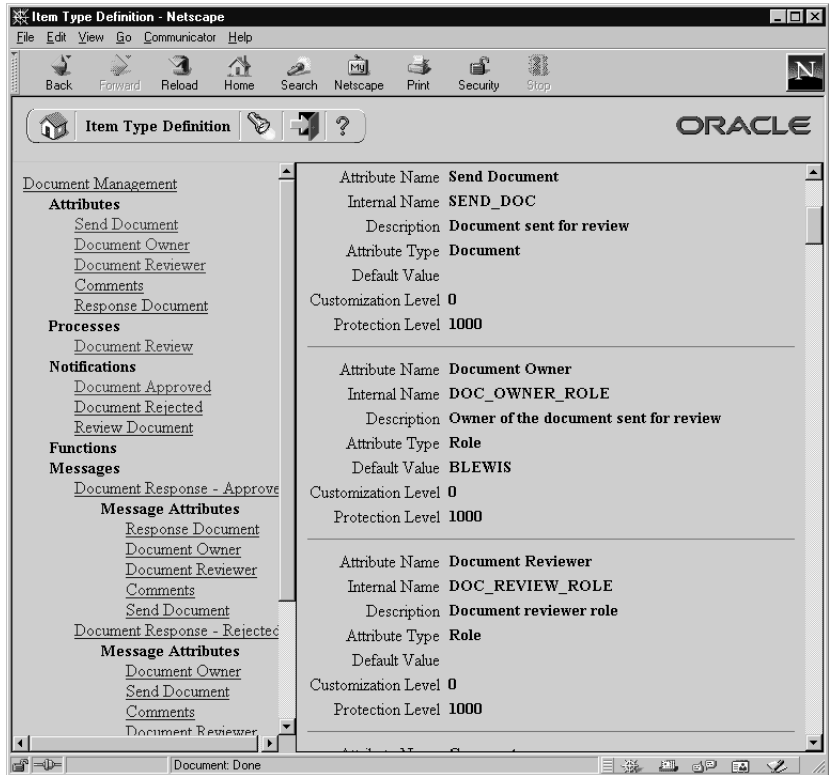 Item Type Definition - Netscape
File Edit View Go Communicator Help
Back Forward Reload Home Search Netscape Print Security Stop
My
N
Item Type Definition
?
ORACLE
Document Management
Attributes
Send Document
Document Owner
Document Reviewer
Comments
Response Document
Processes
Document Review
Notifications
Document Approved
Document Rejected
Review Document
Functions
Messages
Document Response - Approve
Message Attributes
Response Document
Document Owner
Document Reviewer
Comments
Send Document
Document Response - Rejected
Message Attributes
Document Owner
Send Document
Comments
Document Reviewer
Attribute Name Send Document
Internal Name SEND_DOC
Description Document sent for review
Attribute Type Document
Default Value
Customization Level 0
Protection Level 1000
Attribute Name Document Owner
Internal Name DOC_OWNER_ROLE
Description Owner of the document sent for review
Attribute Type Role
Default Value BLEWIS
Customization Level 0
Protection Level 1000
Attribute Name Document Reviewer
Internal Name DOC_REVIEW_ROLE
Description Document reviewer role
Attribute Type Role
Default Value
Customization Level 0
Protection Level 1000
Document: Done